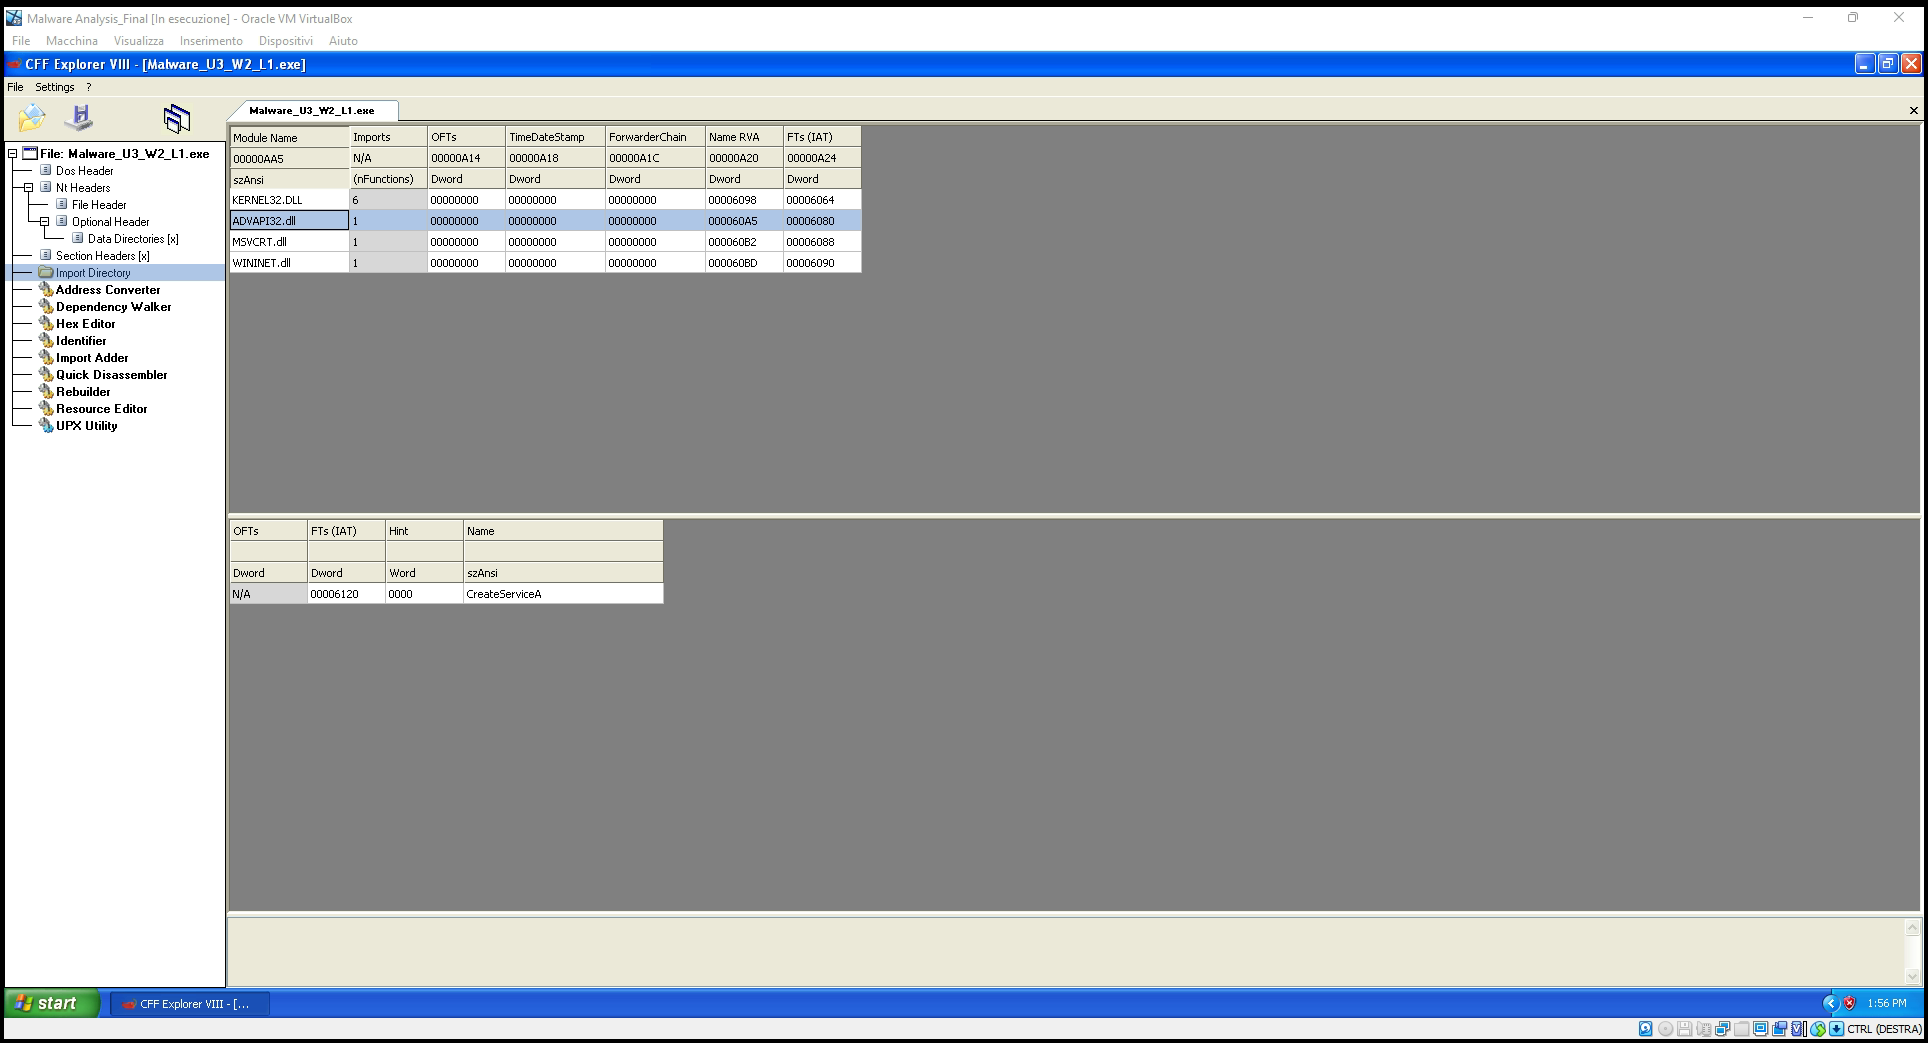 Malware Analysis_Final [In esecuzione] - Oracle VM VirtualBox
File Macchina Visualizza Inserimento Dispositivi Aiuto
CFF Explorer VIII - [Malware_U3_W2_L1.exe]
File Settings ?
Malware_U3_W2_L1.exe
File: Malware_U3_W2_L1.exe
Dos Header
Nt Headers
File Header
Optional Header
Data Directories [x]
Section Headers [x]
Import Directory
Address Converter
Dependency Walker
Hex Editor
Identifier
Import Adder
Quick Disassembler
Rebuilder
Resource Editor
UPX Utility
Module Name Imports OFTs TimeDateStamp ForwarderChain Name RVA FTs (IAT)
00000AA5 N/A 00000A14 00000A18 00000A1C 00000A20 00000A24
szAnsi (nFunctions) Dword Dword Dword Dword Dword
KERNEL32.DLL 6 00000000 00000000 00000000 00006098 00006064
ADVAPI32.dll 1 00000000 00000000 00000000 000060A5 00006080
MSVCRT.dll 1 00000000 00000000 00000000 000060B2 00006088
WININET.dll 1 00000000 00000000 00000000 000060BD 00006090
OFTs FTs (IAT) Hint Name
Dword Dword Word szAnsi
N/A 00006120 0000 CreateServiceA
start CFF Explorer VIII - [... 1:56 PM
CTRL (DESTRA)